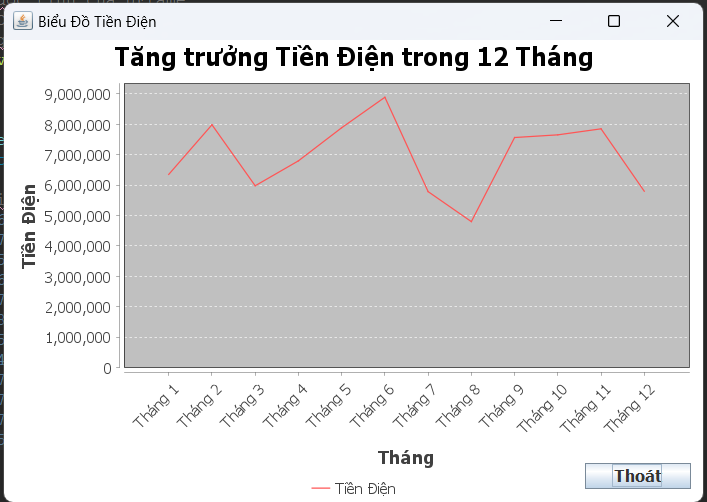 Biểu Đồ Tiền Điện
Tăng trưởng Tiền Điện trong 12 Tháng
Tiền Điện
9,000,000
8,000,000
7,000,000
6,000,000
5,000,000
4,000,000
3,000,000
2,000,000
1,000,000
0
Tháng 1
Tháng 2
Tháng 3
Tháng 4
Tháng 5
Tháng 6
Tháng 7
Tháng 8
Tháng 9
Tháng 10
Tháng 11
Tháng 12
Tháng
Tiền Điện
Thoát